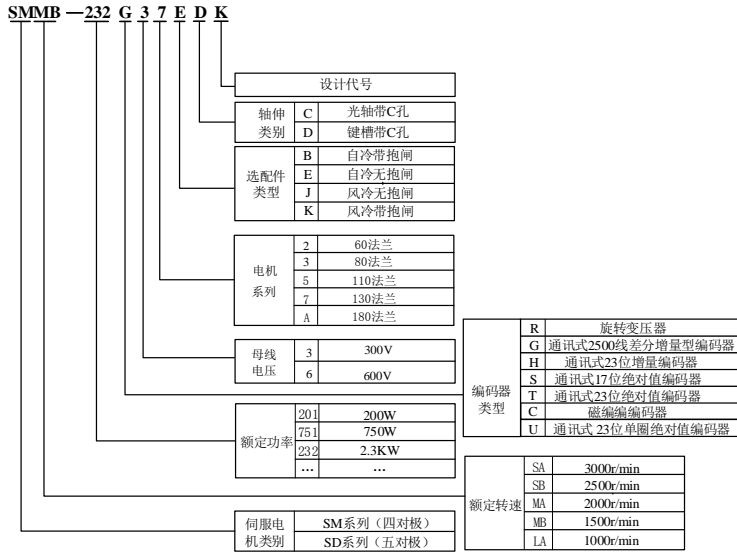 SMMB—232 G 3 7 E D K
设计代号
轴伸类别
C 光轴带C孔
D 键槽带C孔
选配件类型
B 自冷带抱闸
E 自冷无抱闸
J 风冷无抱闸
K 风冷带抱闸
电机系列
2 60法兰
3 80法兰
5 110法兰
7 130法兰
A 180法兰
母线电压
3 300V
6 600V
编码器类型
R 旋转变压器
G 通讯式2500线差分增量型编码器
H 通讯式23位增量编码器
S 通讯式17位绝对值编码器
T 通讯式23位绝对值编码器
C 磁编编编码器
U 通讯式 23位单圈绝对值编码器
额定功率
201 200W
751 750W
232 2.3KW
... ...
额定转速
SA 3000r/min
SB 2500r/min
MA 2000r/min
MB 1500r/min
LA 1000r/min
伺服电机类别
SM系列（四对极）
SD系列（五对极）